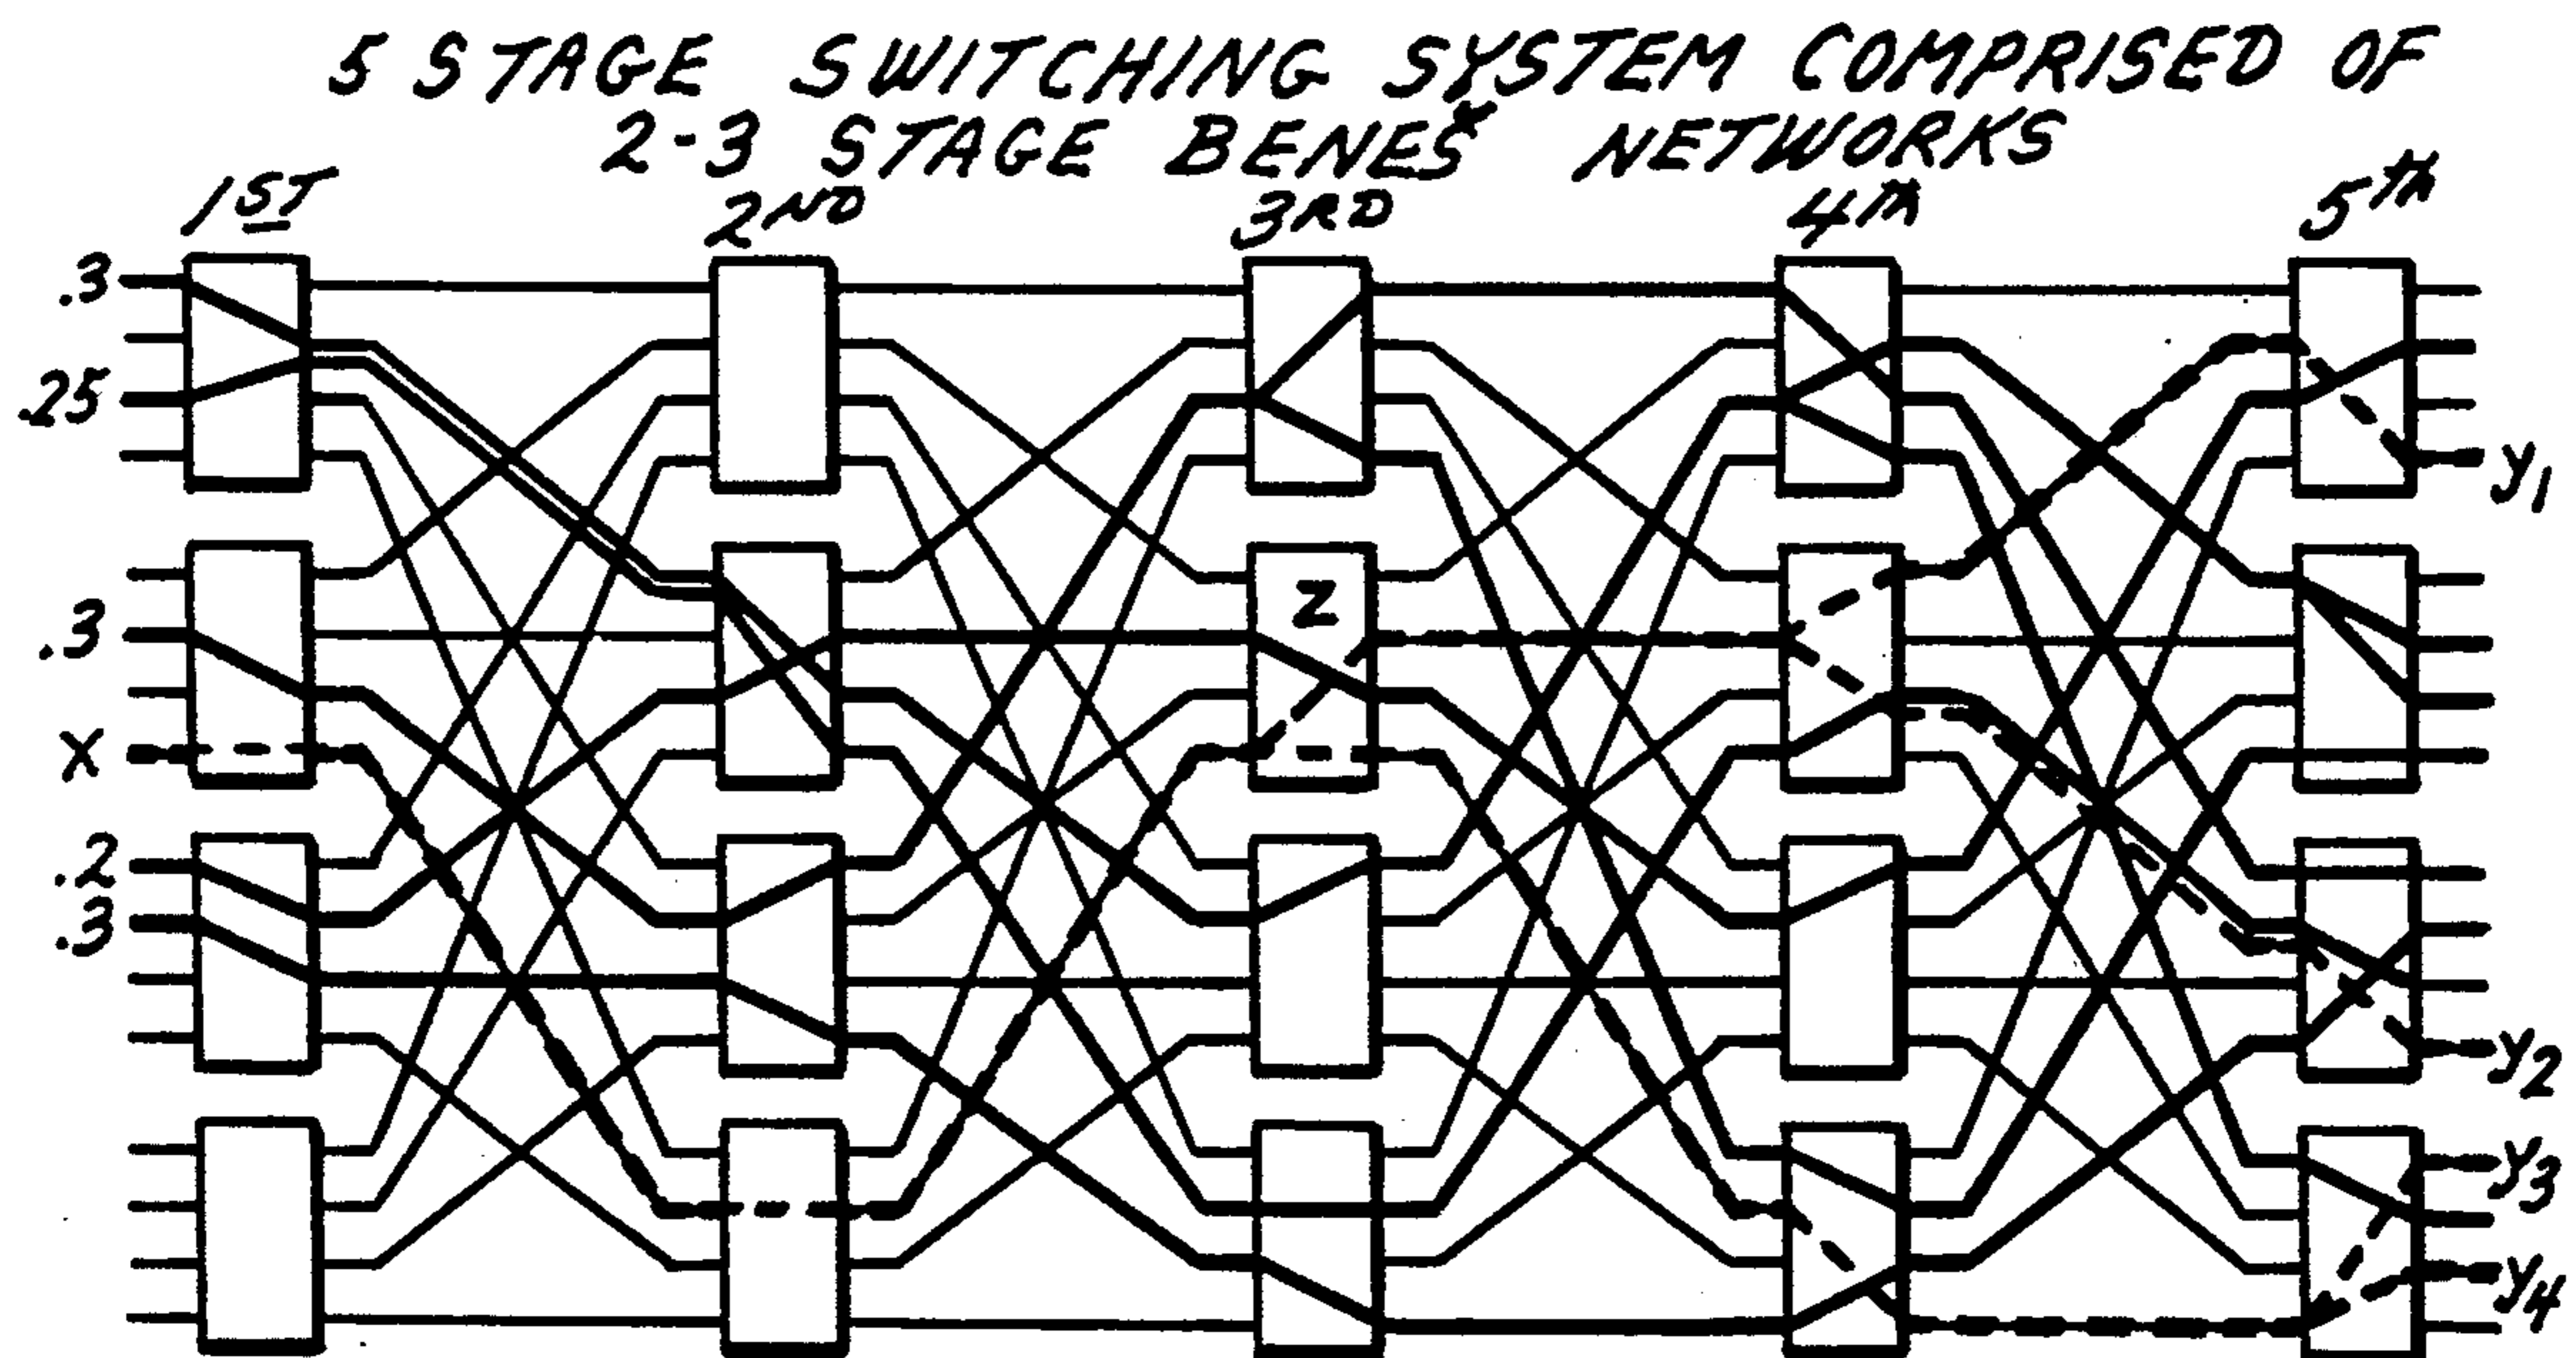 5 STAGE SWITCHING SYSTEM COMPRISED OF
2-3 STAGE BENEŠ NETWORKS
1ST 2ND 3RD 4th 5th
.3
.25
y1
Z
.3
X
.2
.3
y2
y3
y4